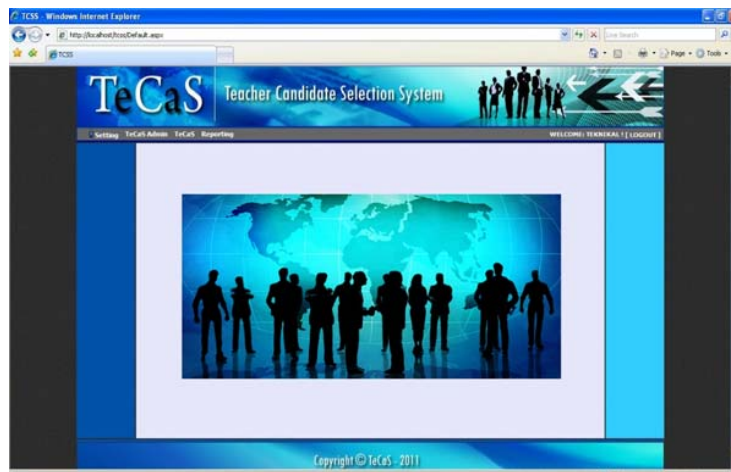 TCSS - Windows Internet Explorer
http://localhost/tcss/Default.aspx
Live Search
TCSS
Page
Tools
TeCaS
Teacher Candidate Selection System
Setting TeCaS Admin TeCaS Reporting
WELCOME: TEKNIKAL ! [ LOGOUT ]
Copyright © TeCaS - 2011